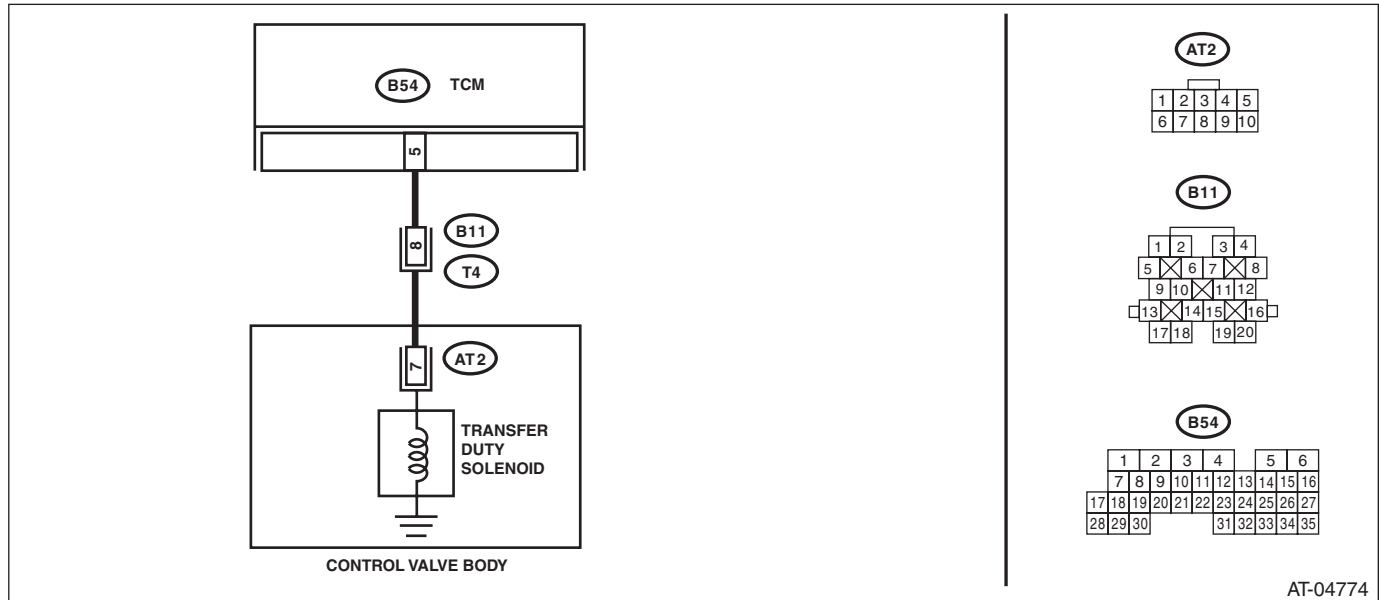 B54 TCM
5
8
B11
T4
7
AT2
TRANSFER
DUTY
SOLENOID
CONTROL VALVE BODY
AT2
1 2 3 4 5
6 7 8 9 10
B11
1 2 3 4
5 6 7 8
9 10 11 12
13 14 15 16
17 18 19 20
B54
1 2 3 4 5 6
7 8 9 10 11 12 13 14 15 16
17 18 19 20 21 22 23 24 25 26 27
28 29 30 31 32 33 34 35
AT-04774